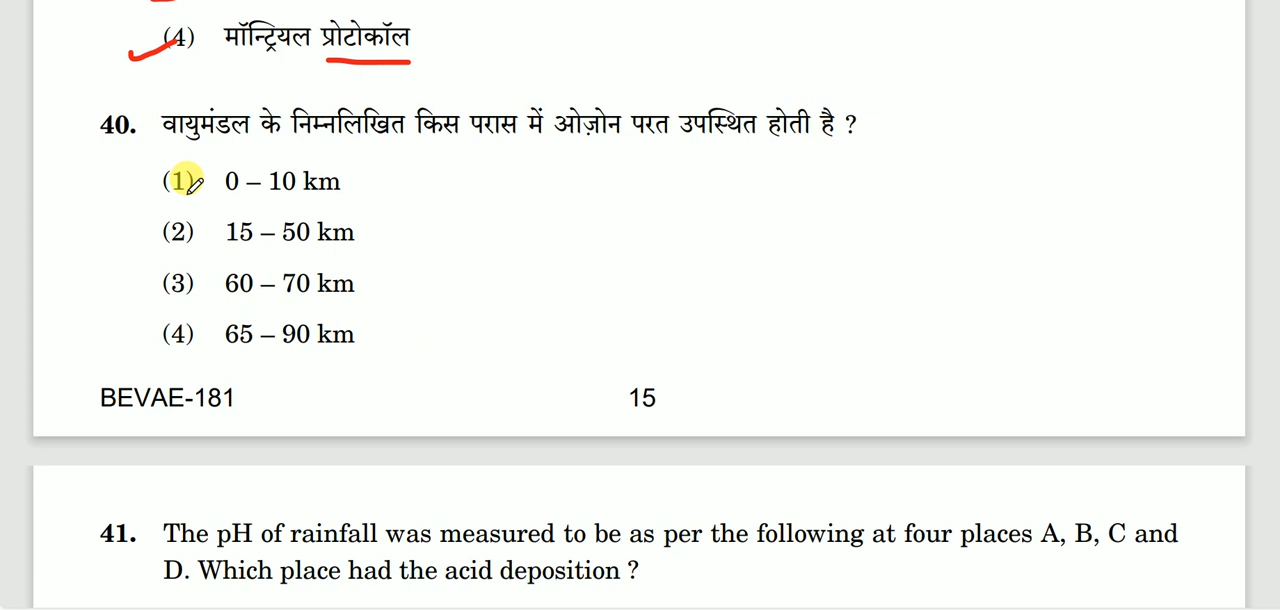 (4) मॉन्ट्रियल प्रोटोकॉल
40. वायुमंडल के निम्नलिखित किस परास में ओज़ोन परत उपस्थित होती है ?
(1) 0 – 10 km
(2) 15 – 50 km
(3) 60 – 70 km
(4) 65 – 90 km
BEVAE-181 15
41. The pH of rainfall was measured to be as per the following at four places A, B, C and
D. Which place had the acid deposition ?